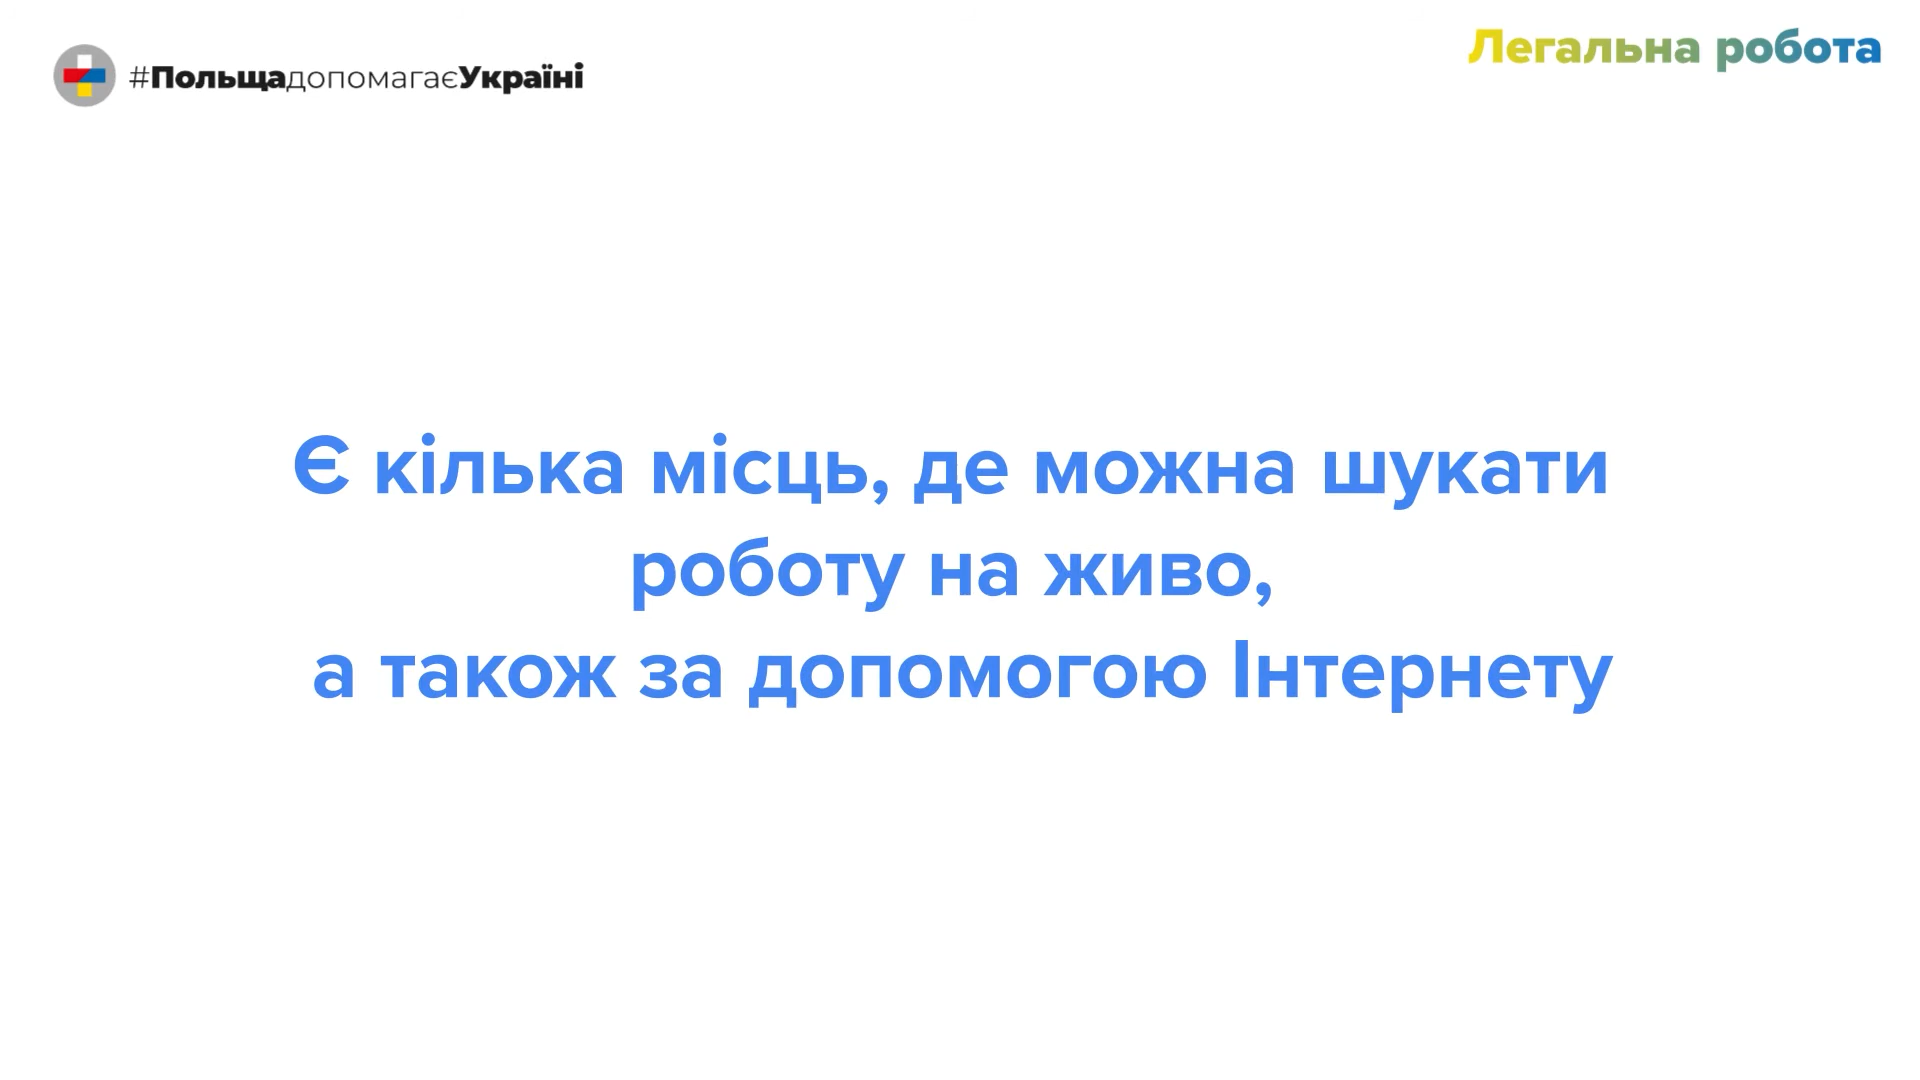 #ПольщадопомагаєУкраїні
Легальна робота
Є кілька місць, де можна шукати
роботу на живо,
а також за допомогою Інтернету